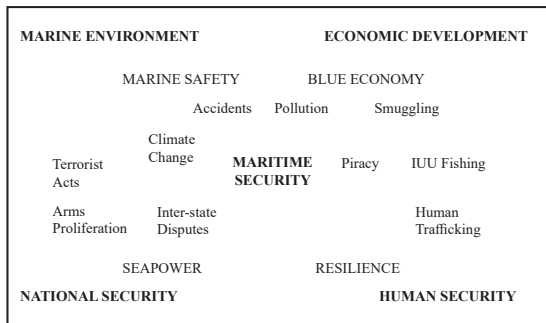 MARINE ENVIRONMENT
ECONOMIC DEVELOPMENT
MARINE SAFETY
BLUE ECONOMY
Accidents
Pollution
Smuggling
Climate
Change
Terrorist
Acts
MARITIME
SECURITY
Piracy
IUU Fishing
Arms
Proliferation
Inter-state
Disputes
Human
Trafficking
SEAPOWER
RESILIENCE
NATIONAL SECURITY
HUMAN SECURITY